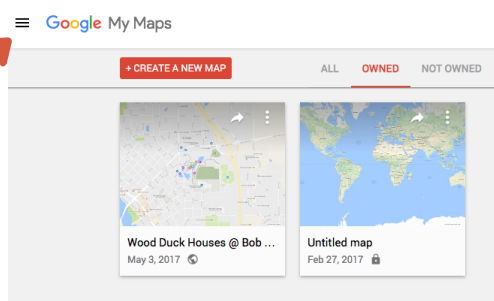 Google My Maps
+ CREATE A NEW MAP
ALL OWNED NOT OWNED
Wood Duck Houses @ Bob ...
May 3, 2017
Untitled map
Feb 27, 2017